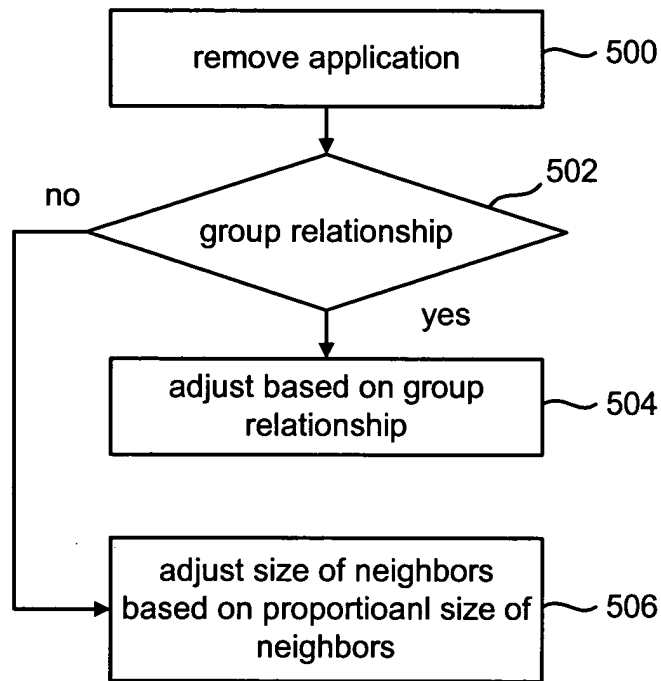 remove application
500
502
no
group relationship
yes
adjust based on group
relationship
504
adjust size of neighbors
based on proportioanl size of
neighbors
506